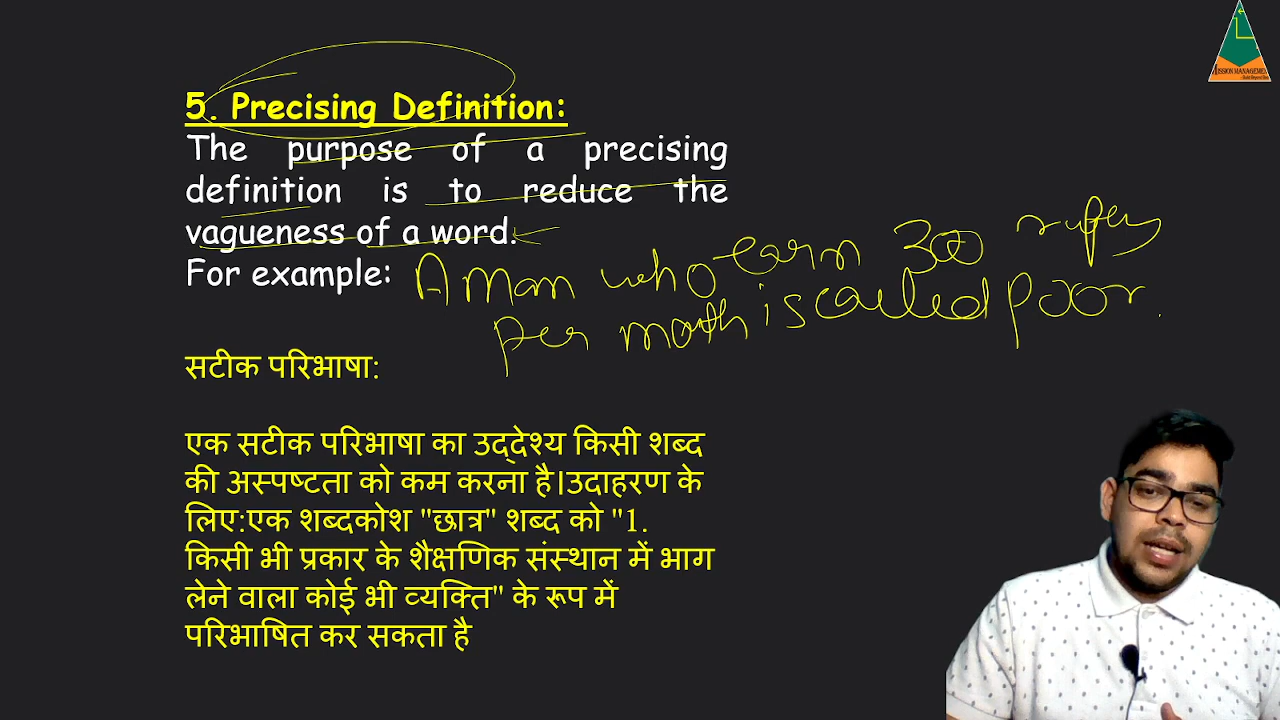 5. Precising Definition:
The purpose of a precising
definition is to reduce the
vagueness of a word.
For example:
A man who earn 300 rupees
per month is called poor.
सटीक परिभाषा:
एक सटीक परिभाषा का उद्देश्य किसी शब्द
की अस्पष्टता को कम करना है।उदाहरण के
लिए:एक शब्दकोश "छात्र" शब्द को "1.
किसी भी प्रकार के शैक्षणिक संस्थान में भाग
लेने वाला कोई भी व्यक्ति" के रूप में
परिभाषित कर सकता है